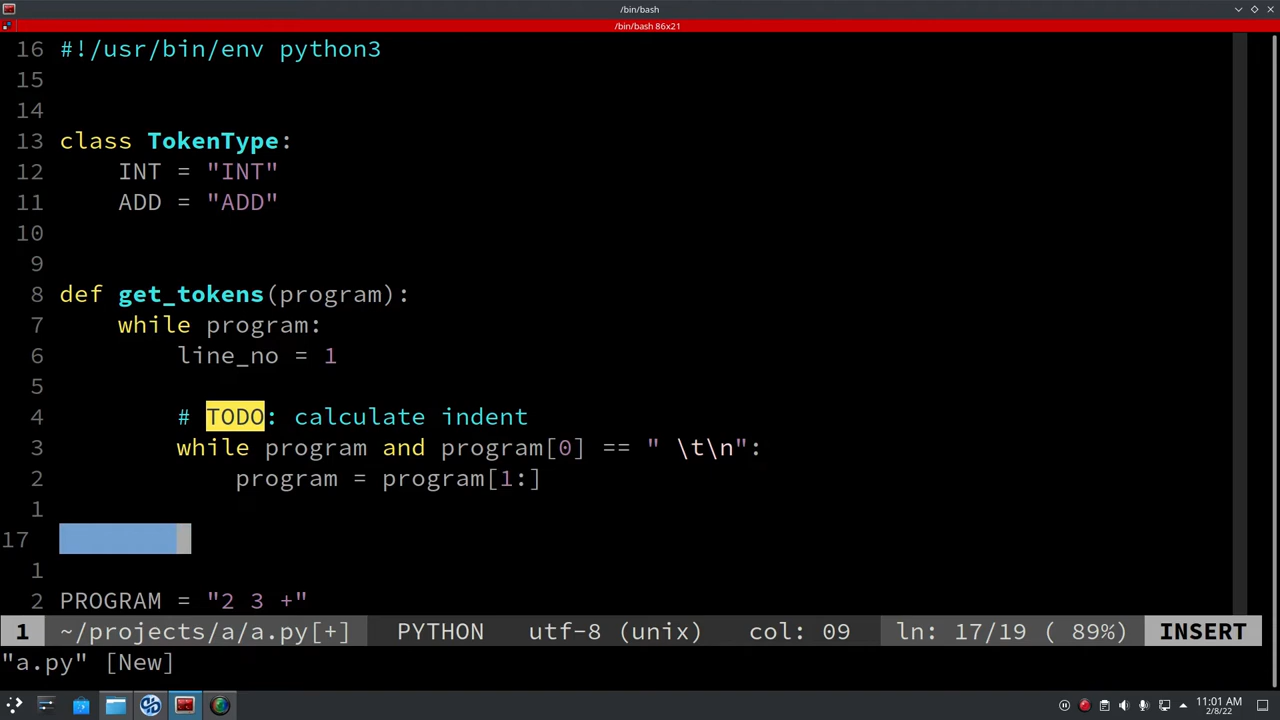 /bin/bash
/bin/bash 86x21
16 #!/usr/bin/env python3
15
14
13 class TokenType:
12     INT = "INT"
11     ADD = "ADD"
10
9
8 def get_tokens(program):
7     while program:
6         line_no = 1
5
4         # TODO: calculate indent
3         while program and program[0] == " \t\n":
2             program = program[1:]
1
17
1
2 PROGRAM = "2 3 +"
1 ~/projects/a/a.py[+] PYTHON utf-8 (unix) col: 09 ln: 17/19 ( 89%) INSERT
"a.py" [New]
11:01 AM
2/8/22